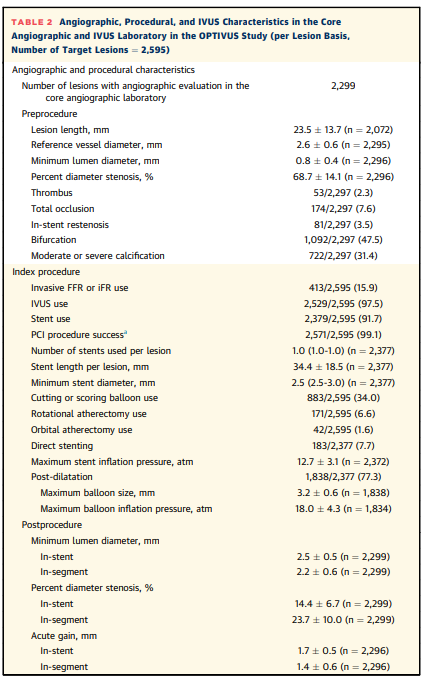 TABLE 2 Angiographic, Procedural, and IVUS Characteristics in the Core
Angiographic and IVUS Laboratory in the OPTIVUS Study (per Lesion Basis,
Number of Target Lesions = 2,595)
Angiographic and procedural characteristics
Number of lesions with angiographic evaluation in the 2,299
core angiographic laboratory
Preprocedure
Lesion length, mm 23.5 ± 13.7 (n = 2,072)
Reference vessel diameter, mm 2.6 ± 0.6 (n = 2,295)
Minimum lumen diameter, mm 0.8 ± 0.4 (n = 2,296)
Percent diameter stenosis, % 68.7 ± 14.1 (n = 2,296)
Thrombus 53/2,297 (2.3)
Total occlusion 174/2,297 (7.6)
In-stent restenosis 81/2,297 (3.5)
Bifurcation 1,092/2,297 (47.5)
Moderate or severe calcification 722/2,297 (31.4)
Index procedure
Invasive FFR or iFR use 413/2,595 (15.9)
IVUS use 2,529/2,595 (97.5)
Stent use 2,379/2,595 (91.7)
PCI procedure successᵃ 2,571/2,595 (99.1)
Number of stents used per lesion 1.0 (1.0-1.0) (n = 2,377)
Stent length per lesion, mm 34.4 ± 18.5 (n = 2,377)
Minimum stent diameter, mm 2.5 (2.5-3.0) (n = 2,377)
Cutting or scoring balloon use 883/2,595 (34.0)
Rotational atherectomy use 171/2,595 (6.6)
Orbital atherectomy use 42/2,595 (1.6)
Direct stenting 183/2,377 (7.7)
Maximum stent inflation pressure, atm 12.7 ± 3.1 (n = 2,372)
Post-dilatation 1,838/2,377 (77.3)
Maximum balloon size, mm 3.2 ± 0.6 (n = 1,838)
Maximum balloon inflation pressure, atm 18.0 ± 4.3 (n = 1,834)
Postprocedure
Minimum lumen diameter, mm
In-stent 2.5 ± 0.5 (n = 2,299)
In-segment 2.2 ± 0.6 (n = 2,299)
Percent diameter stenosis, %
In-stent 14.4 ± 6.7 (n = 2,299)
In-segment 23.7 ± 10.0 (n = 2,299)
Acute gain, mm
In-stent 1.7 ± 0.5 (n = 2,296)
In-segment 1.4 ± 0.6 (n = 2,296)